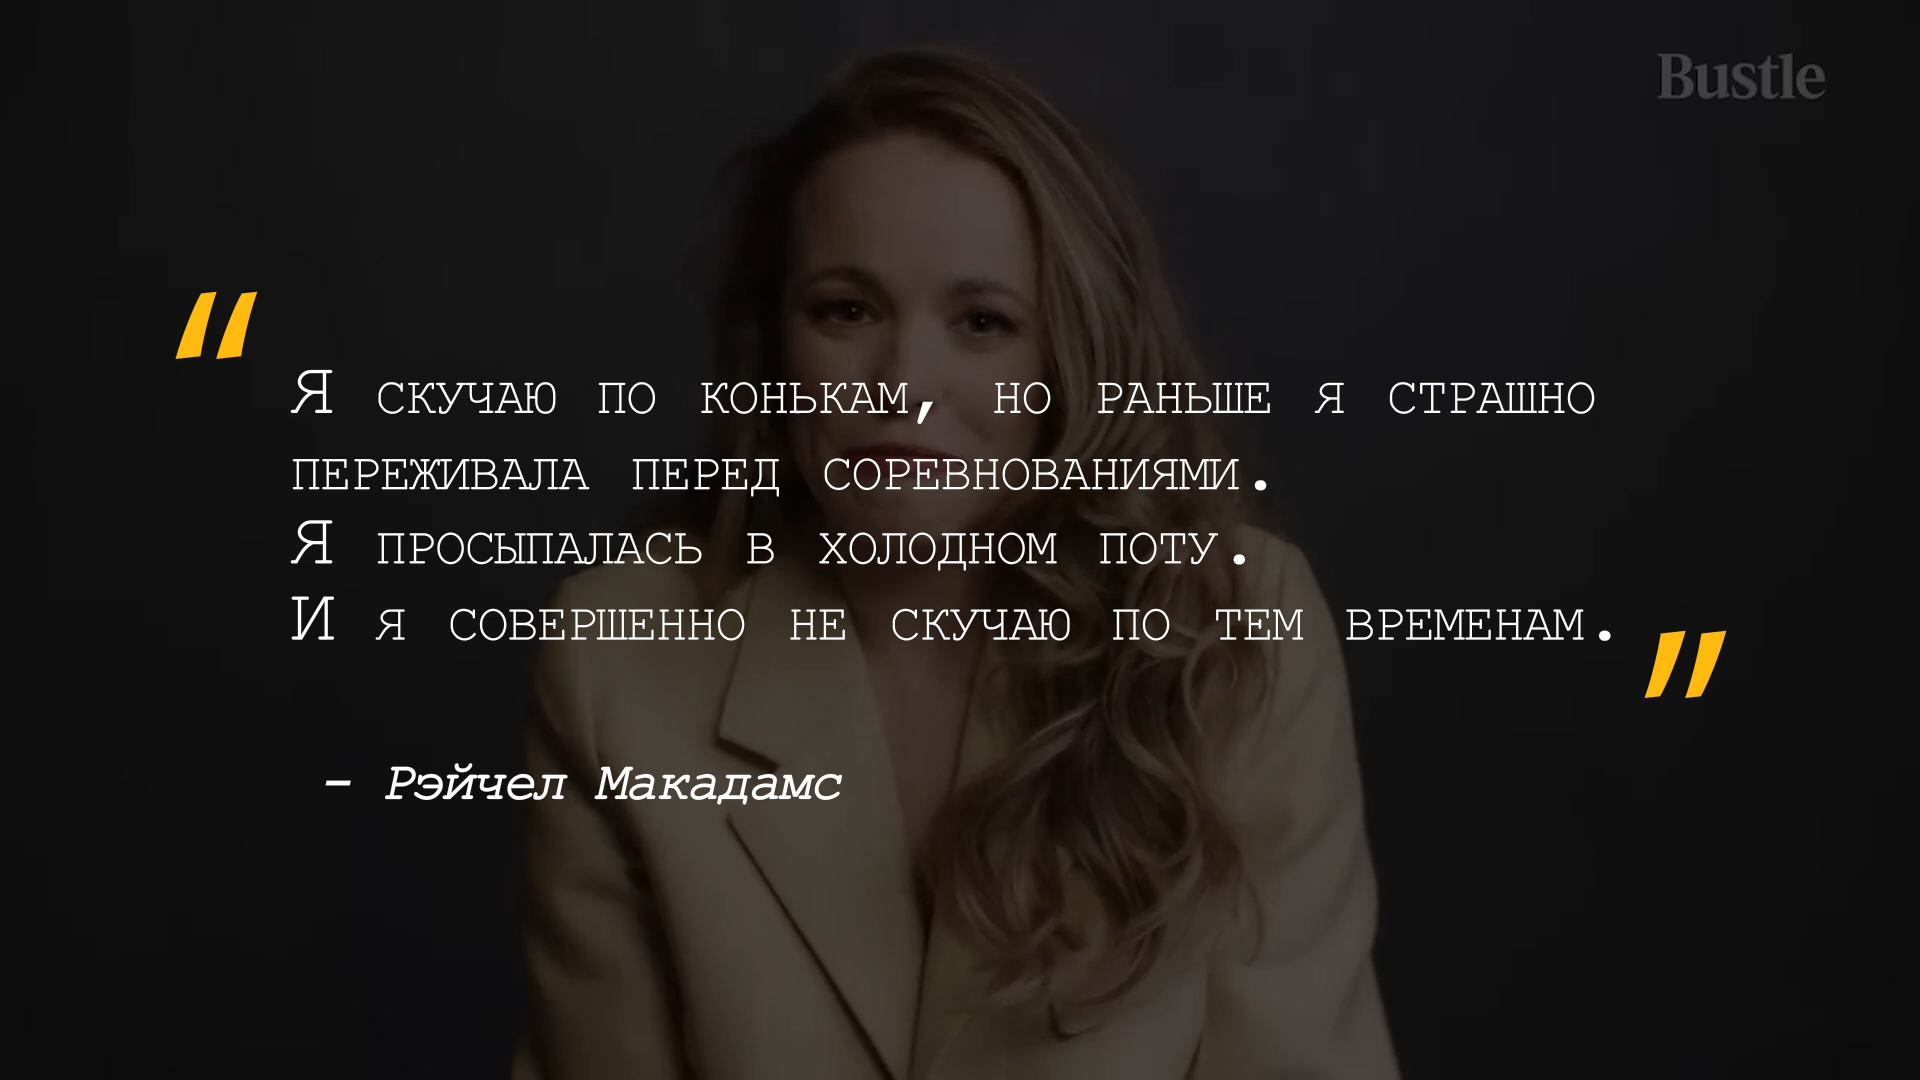 Bustle
“Я скучаю по конькам, но раньше я страшно
переживала перед соревнованиями.
Я просыпалась в холодном поту.
И я совершенно не скучаю по тем временам.”
– Рэйчел Макадамс